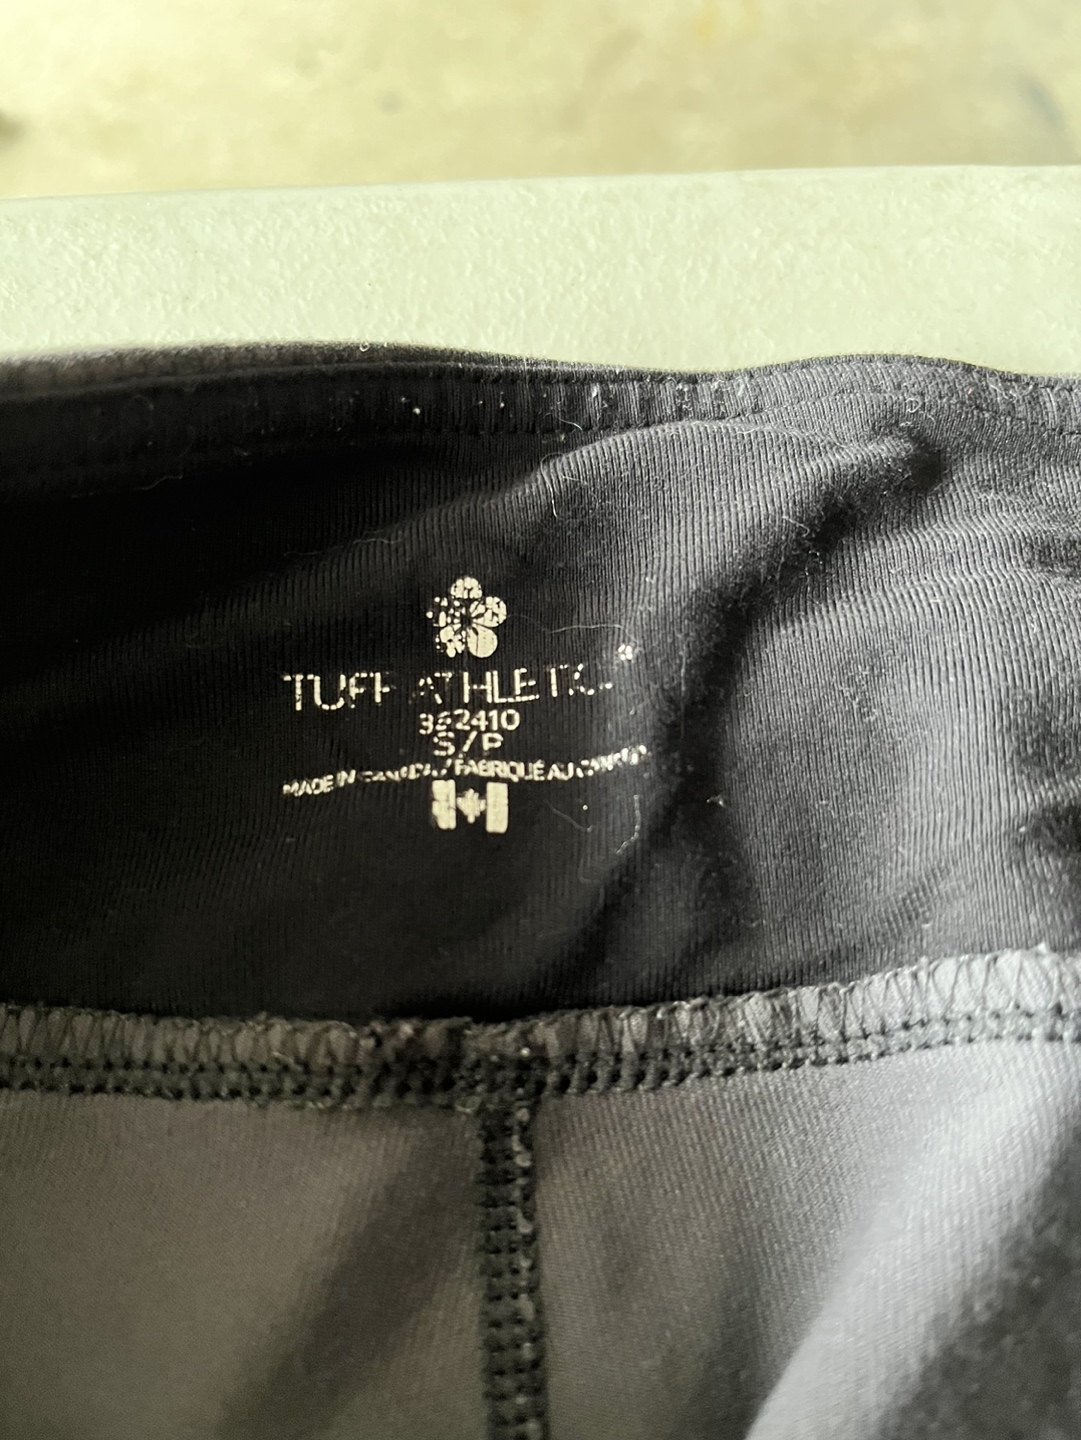 TUFF ATHLETICS
S/P
MADE IN CANADA / FABRIQUÉ AU CANADA